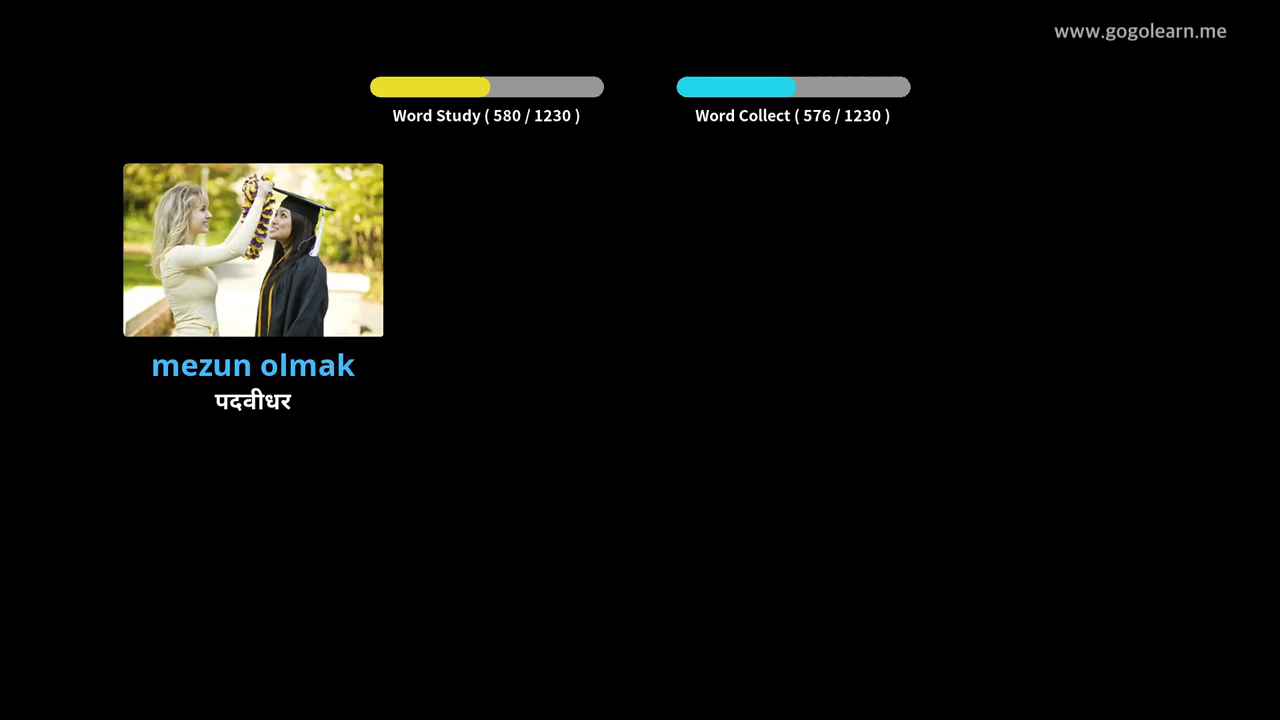 www.gogolearn.me
Word Study ( 580 / 1230 )
Word Collect ( 576 / 1230 )
mezun olmak
पदवीधर